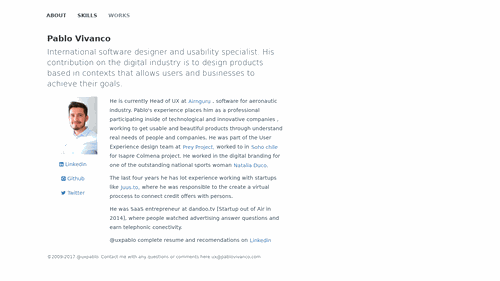 ABOUT SKILLS WORKS
Pablo Vivanco
International software designer and usability specialist. His
contribution on the digital industry is to design products
based in contexts that allows users and businesses to
achieve their goals.
He is currently Head of UX at Aimguru , software for aeronautic
industry. Pablo's experience places him as a professional
participating inside of technological and innovative companies ,
working to get usable and beautiful products through understand
real needs of people and companies. He was part of the User
Experience design team at Prey Project, worked to in Soho chile
for Isapre Colmena project. He worked in the digital branding for
one of the outstanding national sports woman Natalia Duco.
Linkedin
Github
Twitter
The last four years he has lot experience working with startups
like juus.to, where he was responsible to the create a virtual
proccess to connect credit offers with persons.
He was SaaS entrepreneur at dandoo.tv [Startup out of Air in
2014], where people watched advertising answer questions and
earn telephonic conectivity.
@uxpablo complete resume and recomendations on Linkedin
©2009-2017 @uxpablo. Contact me with any questions or comments here ux@pablovivanco.com